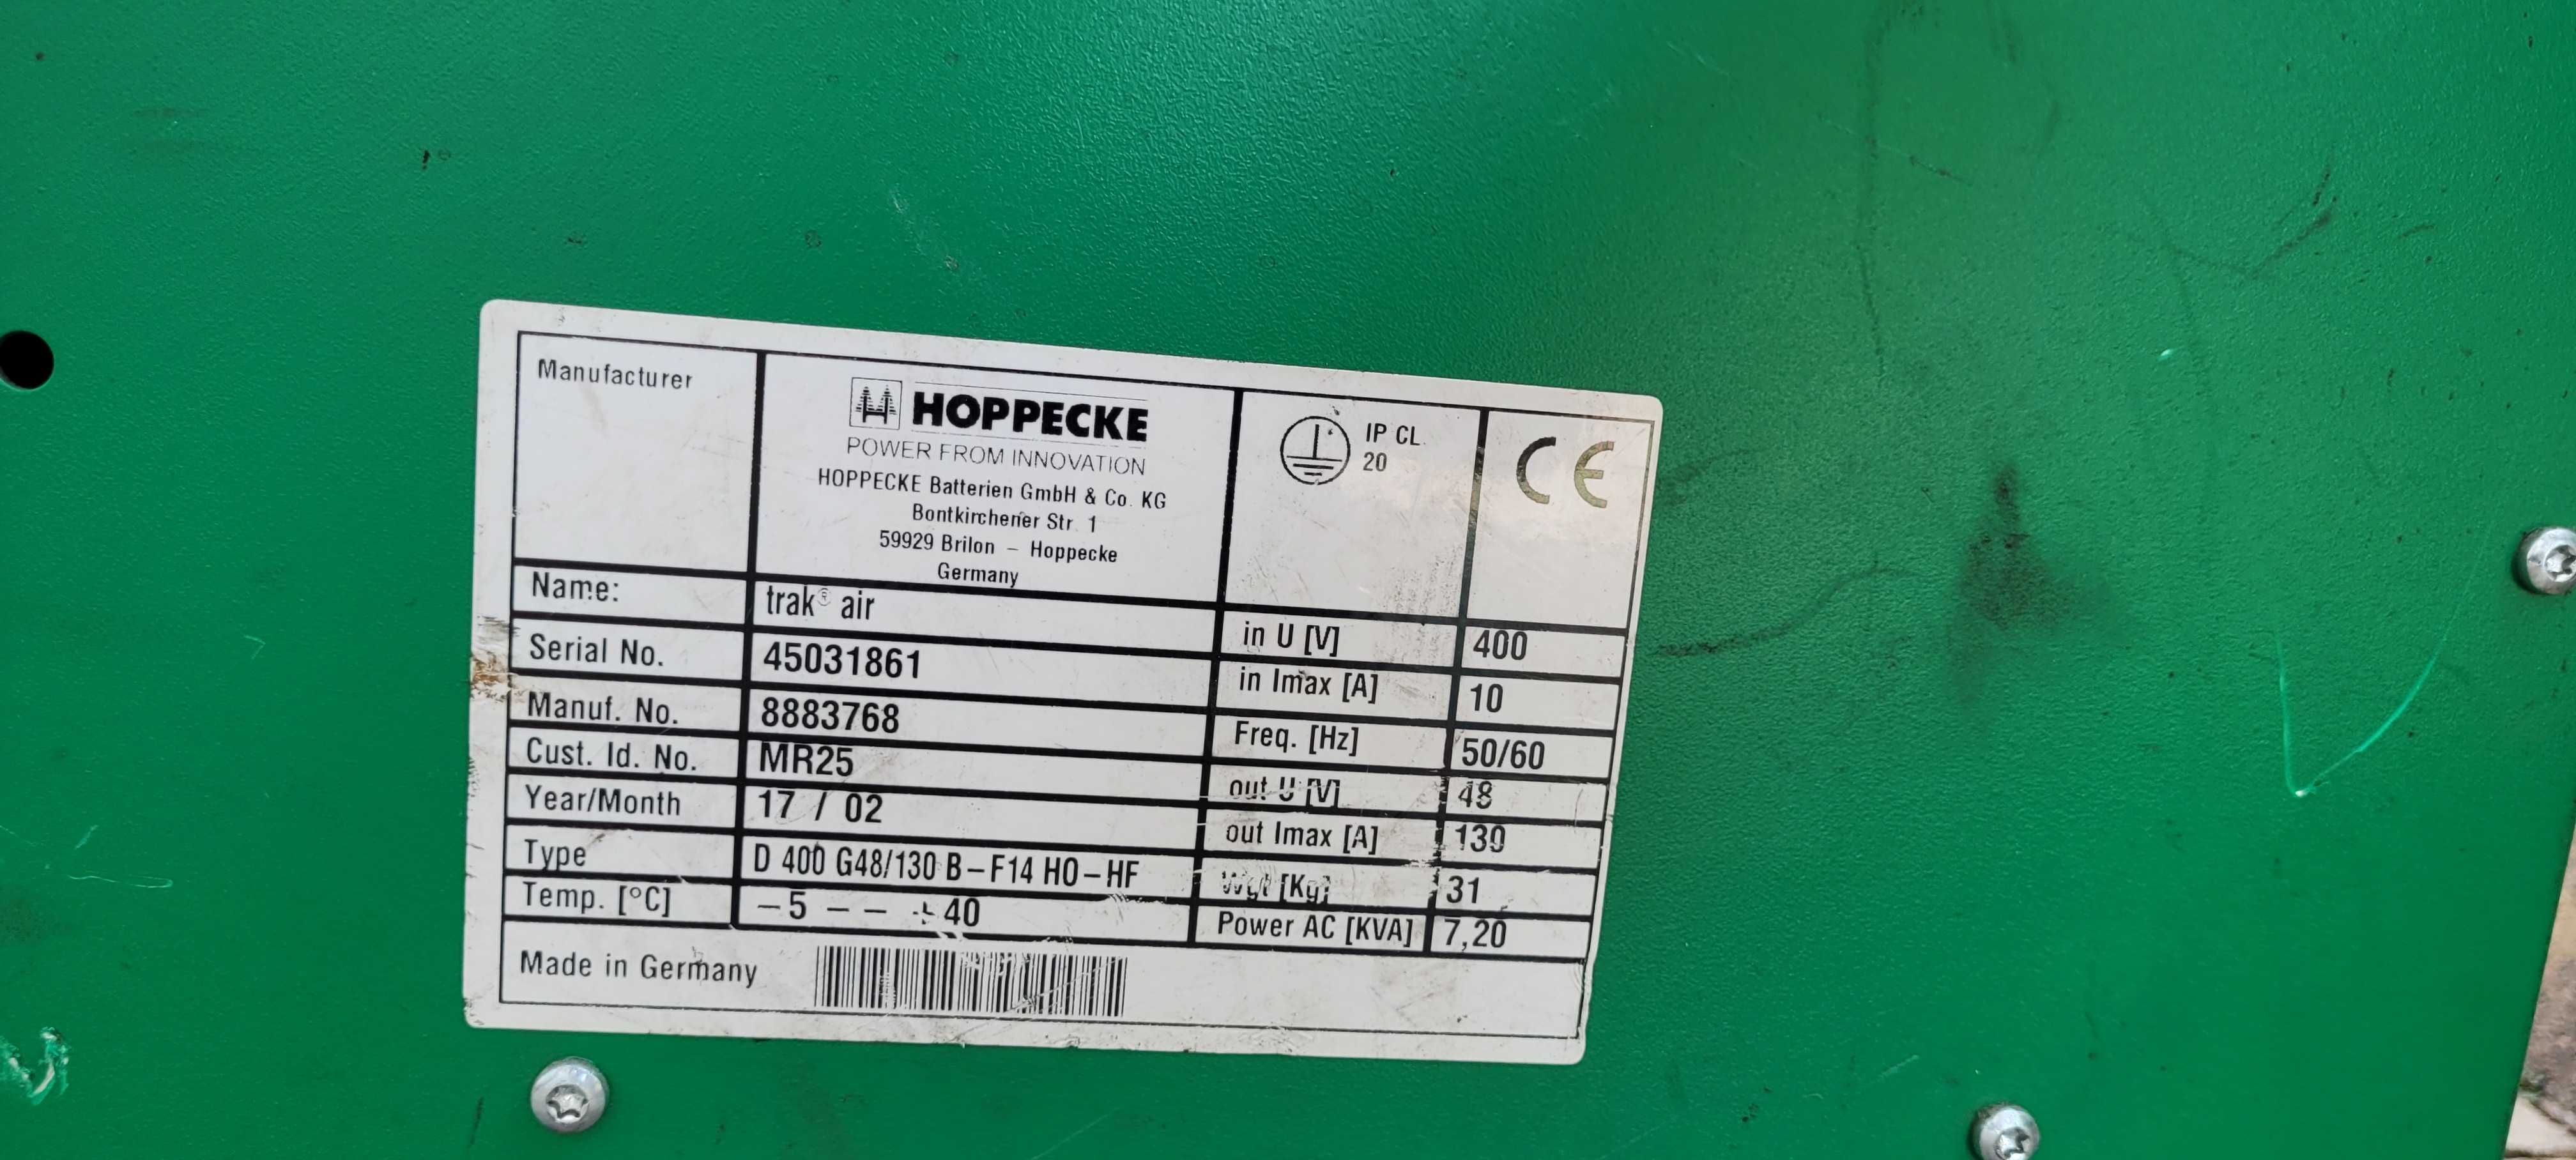 Manufacturer
HOPPECKE
POWER FROM INNOVATION
HOPPECKE Batterien GmbH & Co. KG
Bontkirchener Str. 1
59929 Brilon – Hoppecke
Germany
IP CL.
20
CE
Name: trak® air
Serial No. 45031861
Manuf. No. 8883768
Cust. Id. No. MR25
Year/Month 17 / 02
Type D 400 G48/130 B–F14 HO–HF
Temp. [°C] –5 – – +40
in U [V] 400
in Imax [A] 10
Freq. [Hz] 50/60
out U [V] 48
out Imax [A] 130
Wgt [Kg] 31
Power AC [KVA] 7,20
Made in Germany